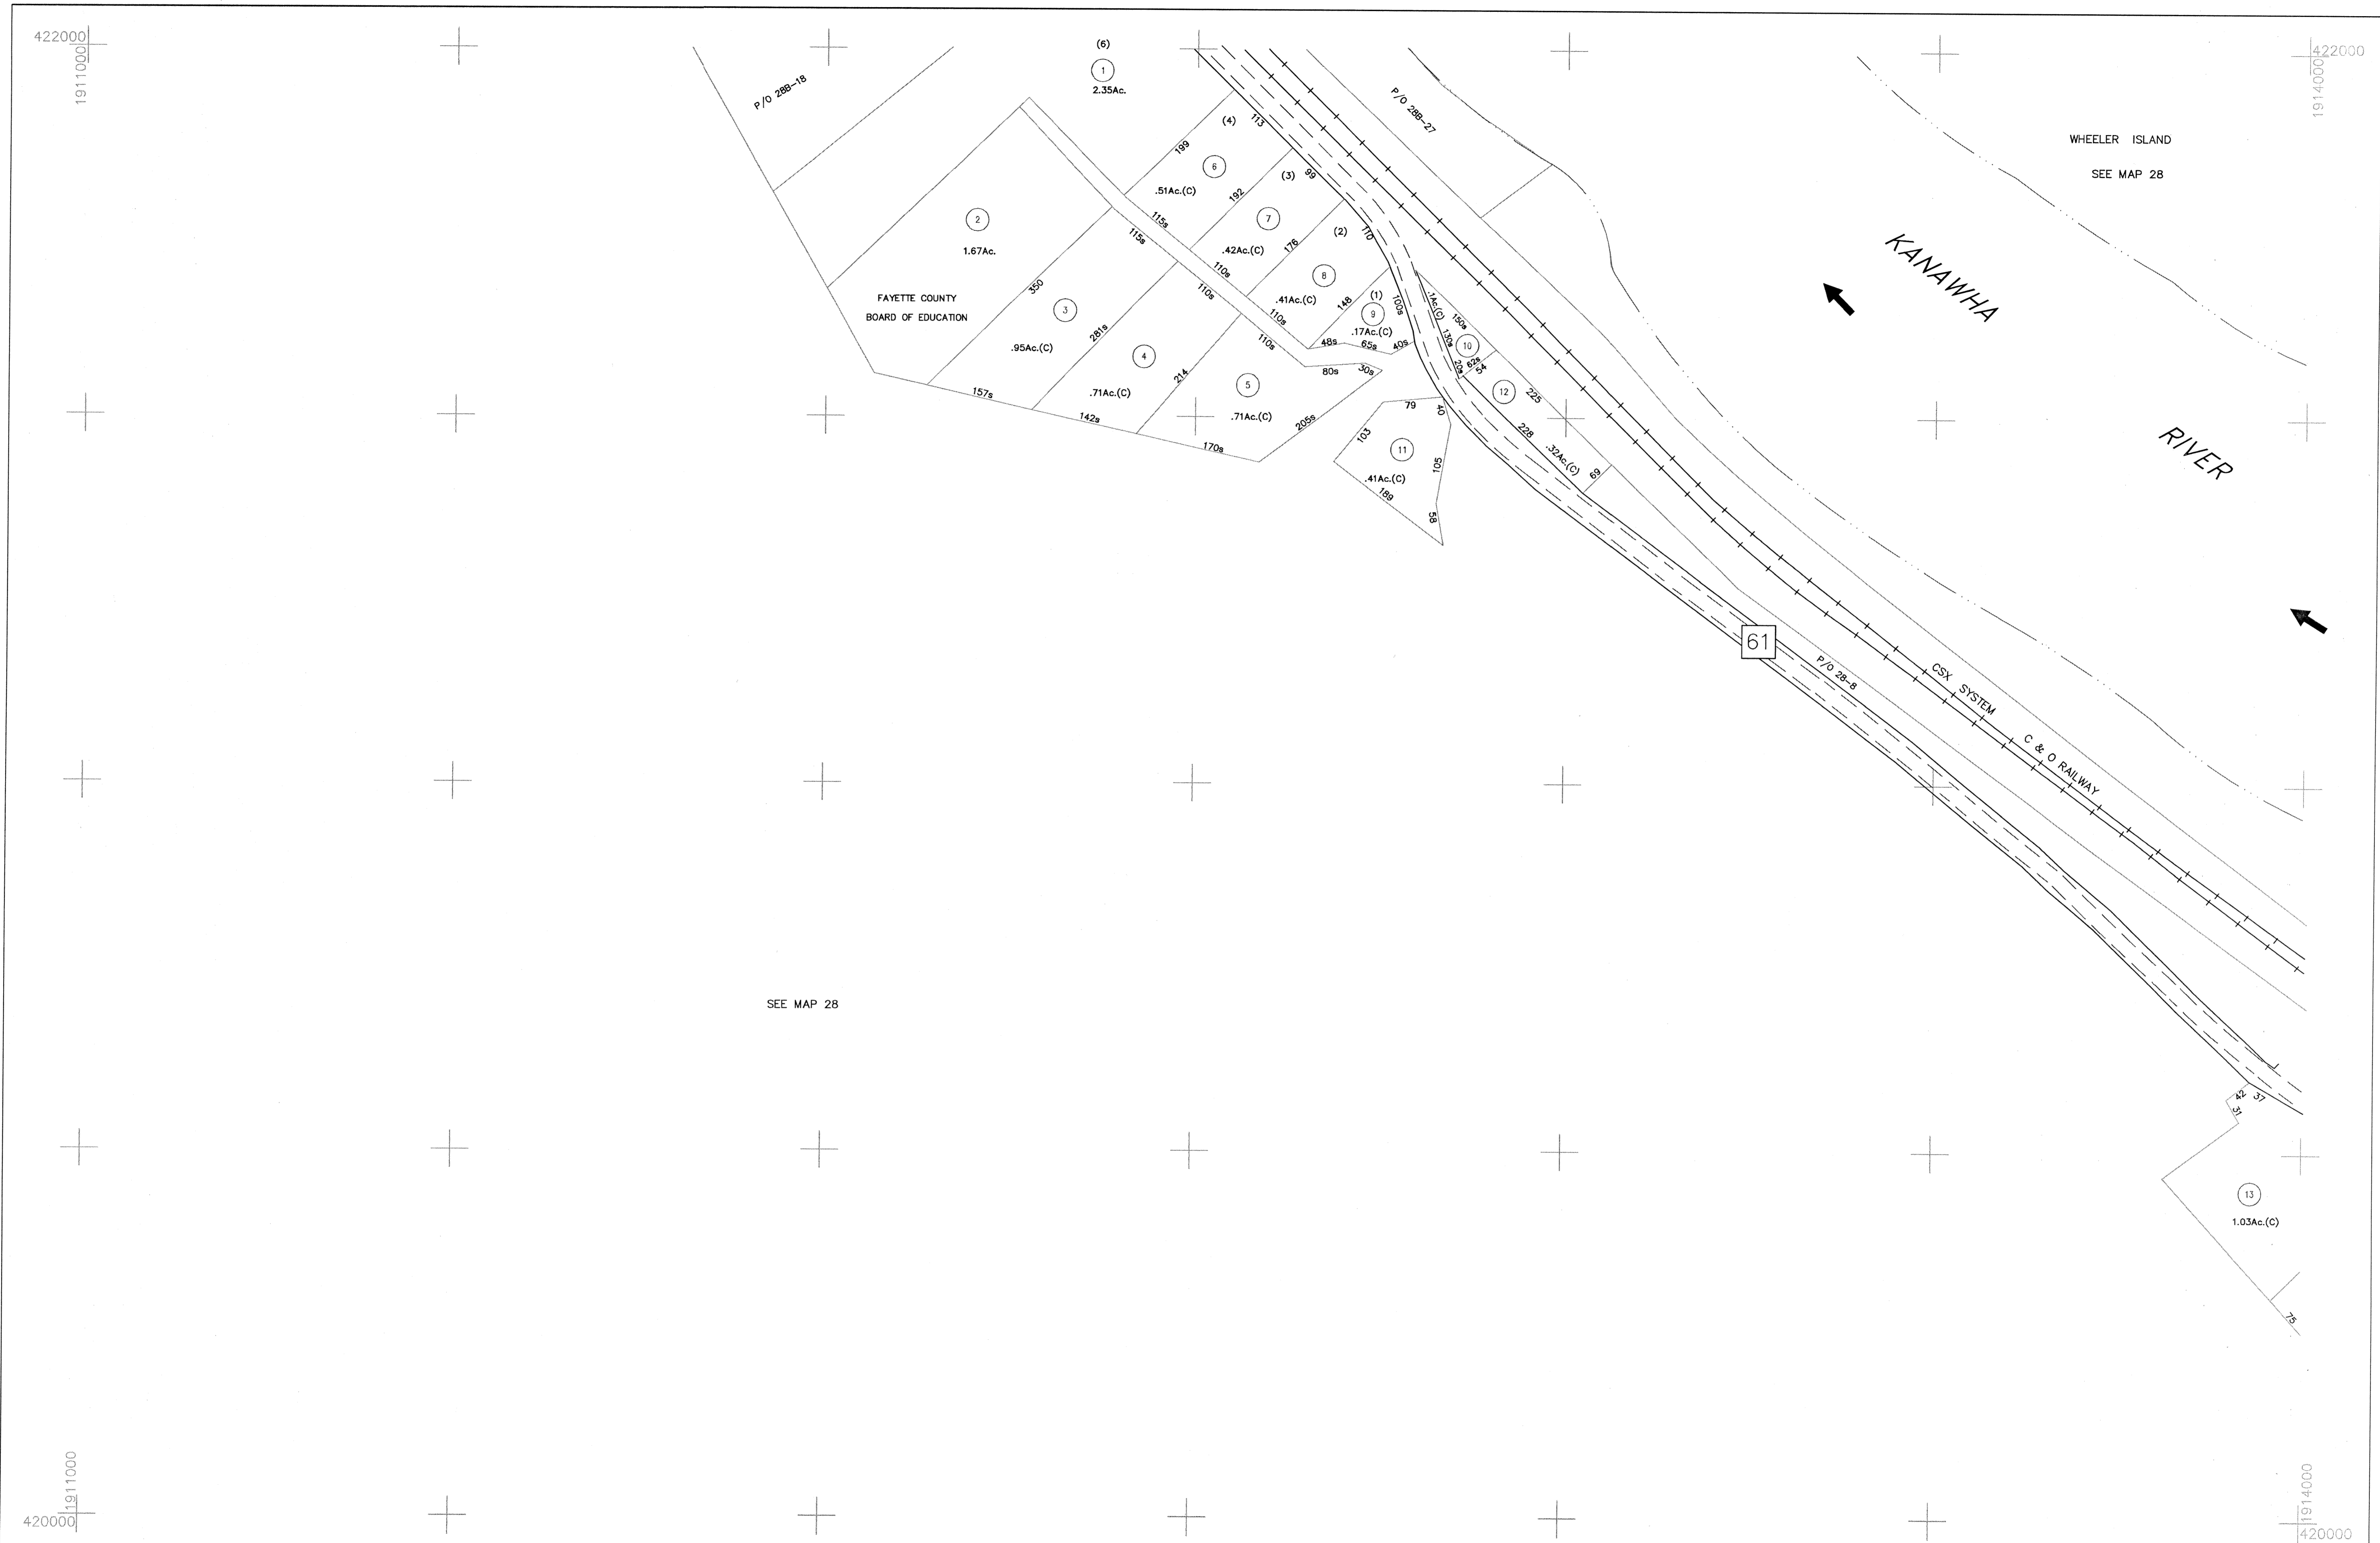 422000
1911000
422000
1914000
(6)
1
2.35Ac.
P/O 28B-18
P/O 28B-27
WHEELER ISLAND
SEE MAP 28
KANAWHA
RIVER
(4)
113
199
6
.51Ac.(C)
115s
115s
(3)
99
192
7
.42Ac.(C)
110s
110s
(2)
110
176
8
.41Ac.(C)
110s
110s
148
(1)
9
.17Ac.(C)
100s
48s
65s
40s
.1Ac.(C)
150s
130s
10
20s
62s
54
12
225
228
.32Ac.(C)
69
2
1.67Ac.
FAYETTE COUNTY
BOARD OF EDUCATION
350
3
.95Ac.(C)
157s
281s
4
.71Ac.(C)
142s
214
5
.71Ac.(C)
80s
30s
205s
170s
79
40
103
11
105
.41Ac.(C)
189
58
61
P/O 28-8
CSX SYSTEM
C & O RAILWAY
SEE MAP 28
42
37
31
13
1.03Ac.(C)
75
1911000
420000
1914000
420000